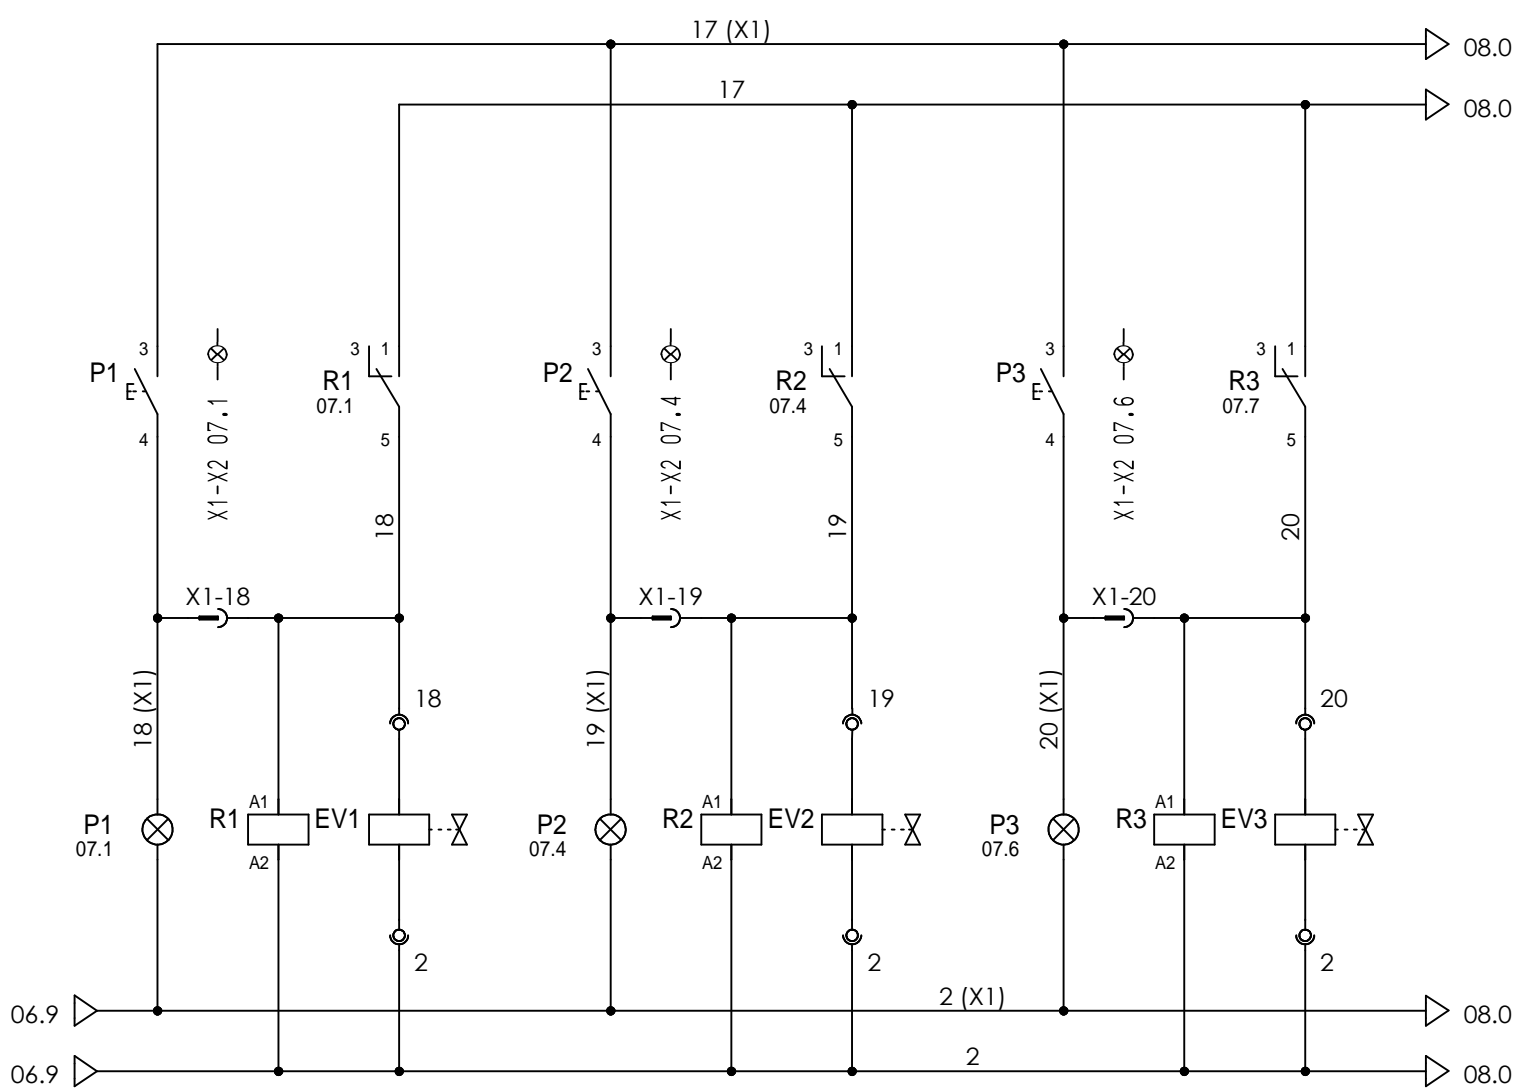 17 (X1)
08.0
17
08.0
3
P1
4
X1-X2 07.1
3 1
R1
07.1
5
18
3
P2
4
X1-X2 07.4
3 1
R2
07.4
5
19
3
P3
4
X1-X2 07.6
3 1
R3
07.7
5
20
X1-18
X1-19
X1-20
18 (X1)
18
19 (X1)
19
20 (X1)
20
P1
07.1
A1
R1
A2
EV1
P2
07.4
A1
R2
A2
EV2
P3
07.6
A1
R3
A2
EV3
2
2
2
06.9
2 (X1)
08.0
06.9
2
08.0